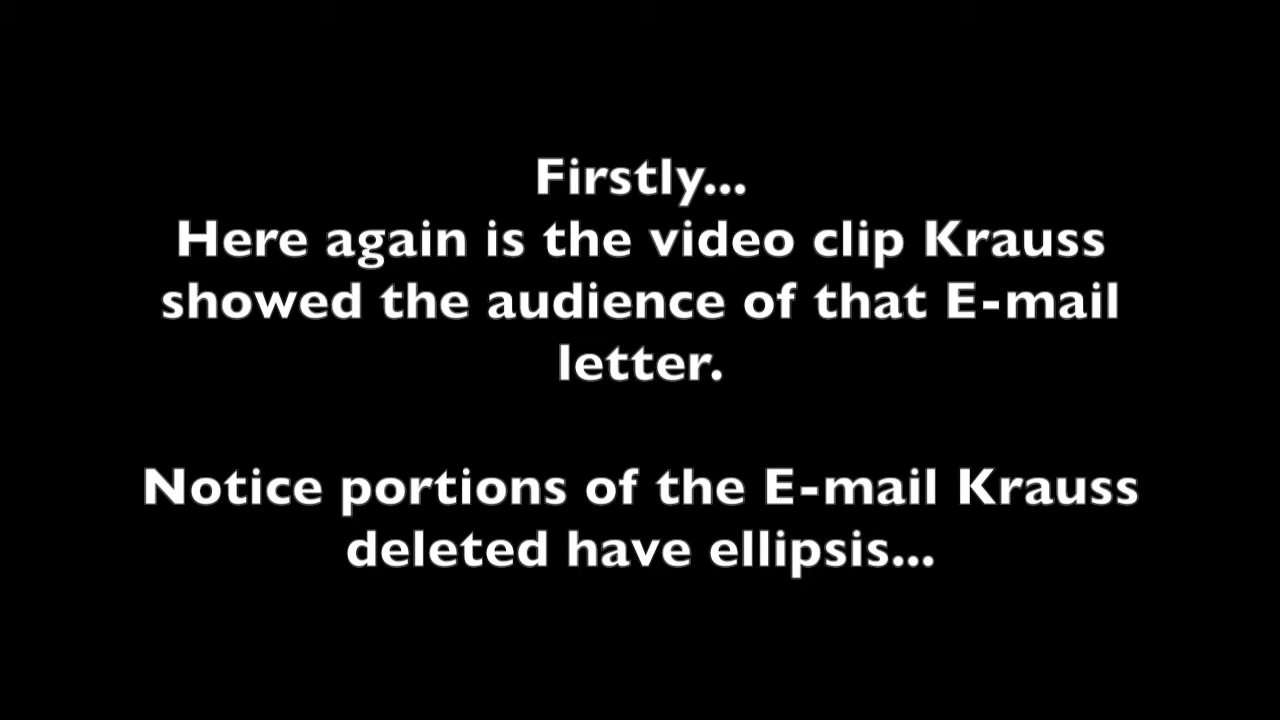 Firstly...
Here again is the video clip Krauss
showed the audience of that E-mail
letter.
Notice portions of the E-mail Krauss
deleted have ellipsis...